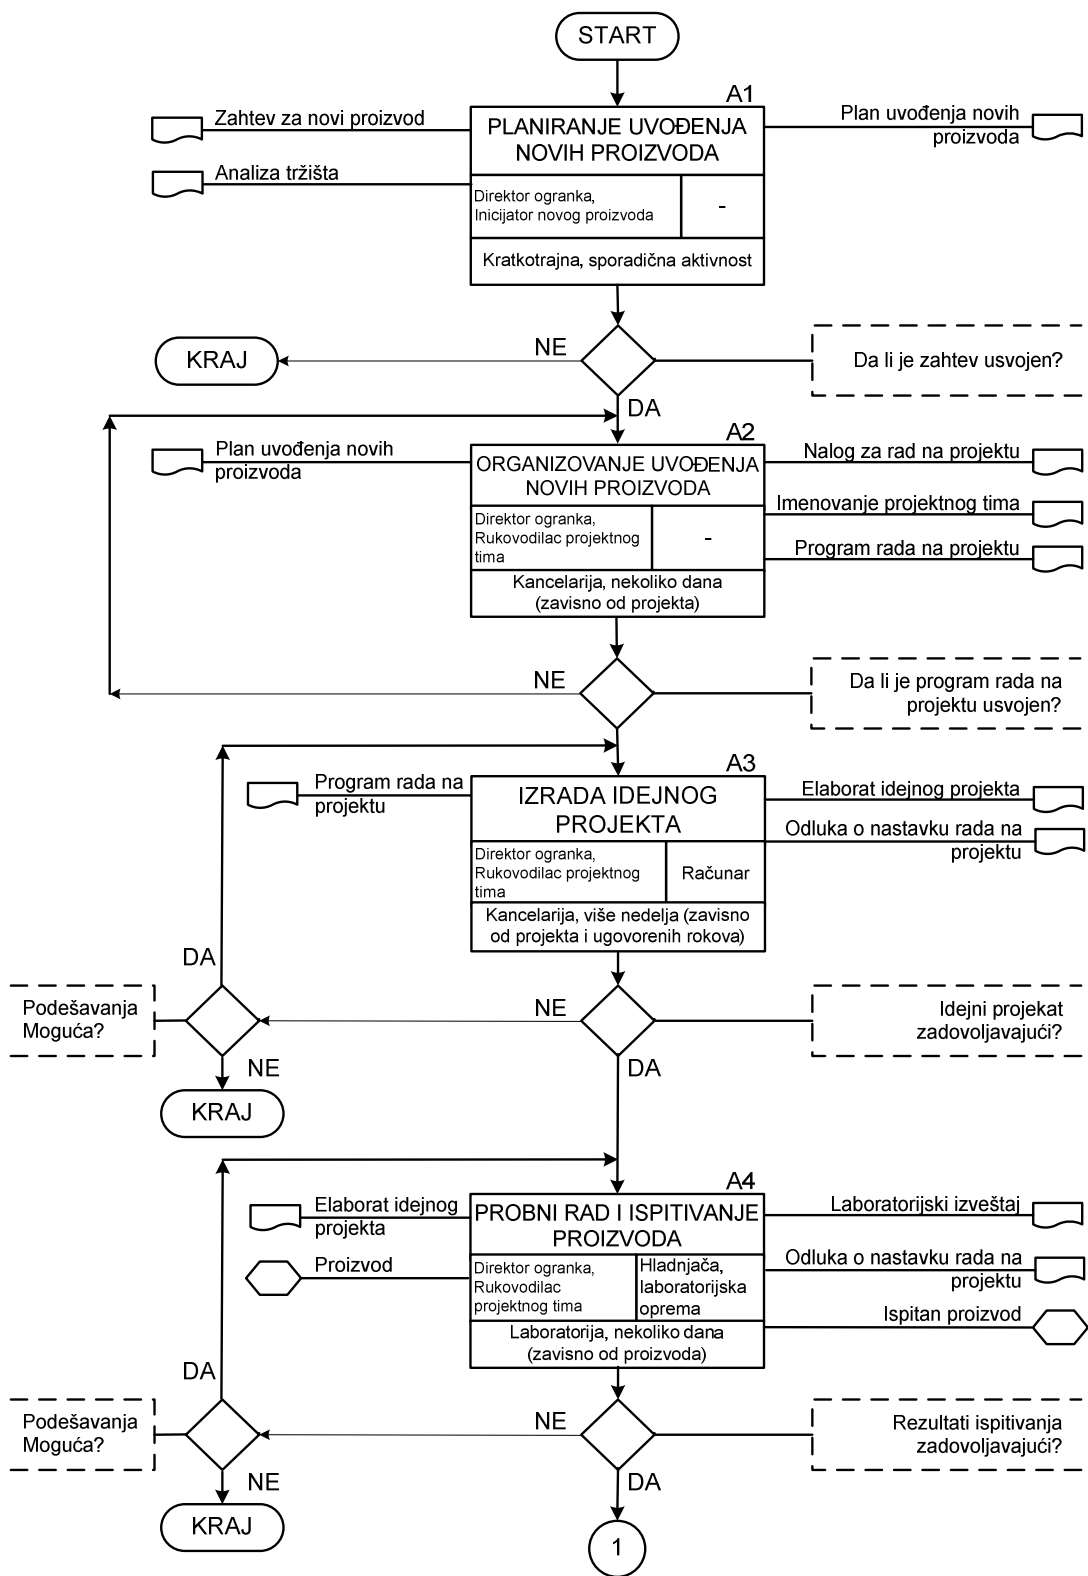 START
A1
Zahtev za novi proizvod
Analiza tržišta
PLANIRANJE UVOĐENJA
NOVIH PROIZVODA
Direktor ogranka,
Inicijator novog proizvoda
-
Kratkotrajna, sporadična aktivnost
Plan uvođenja novih
proizvoda
NE
KRAJ
Da li je zahtev usvojen?
DA
A2
Plan uvođenja novih
proizvoda
ORGANIZOVANJE UVOĐENJA
NOVIH PROIZVODA
Direktor ogranka,
Rukovodilac projektnog
tima
-
Kancelarija, nekoliko dana
(zavisno od projekta)
Nalog za rad na projektu
Imenovanje projektnog tima
Program rada na projektu
NE
Da li je program rada na
projektu usvojen?
A3
Program rada na
projektu
IZRADA IDEJNOG
PROJEKTA
Direktor ogranka,
Rukovodilac projektnog
tima
Računar
Kancelarija, više nedelja (zavisno
od projekta i ugovorenih rokova)
Elaborat idejnog projekta
Odluka o nastavku rada na
projektu
DA
Podešavanja
Moguća?
NE
NE
KRAJ
Idejni projekat
zadovoljavajući?
DA
A4
Elaborat idejnog
projekta
Proizvod
PROBNI RAD I ISPITIVANJE
PROIZVODA
Direktor ogranka,
Rukovodilac
projektnog tima
Hladnjača,
laboratorijska
oprema
Laboratorija, nekoliko dana
(zavisno od proizvoda)
Laboratorijski izveštaj
Odluka o nastavku rada na
projektu
Ispitan proizvod
DA
Podešavanja
Moguća?
NE
NE
KRAJ
Rezultati ispitivanja
zadovoljavajući?
DA
1